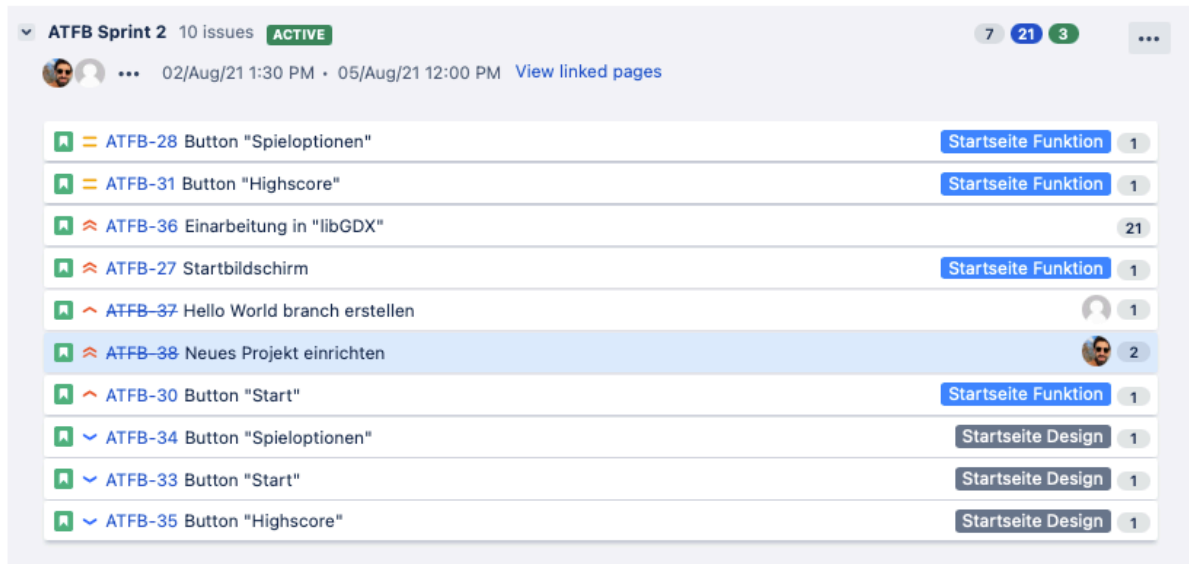 ATFB Sprint 2 10 issues ACTIVE 7 21 3
02/Aug/21 1:30 PM • 05/Aug/21 12:00 PM View linked pages
ATFB-28 Button "Spieloptionen" Startseite Funktion 1
ATFB-31 Button "Highscore" Startseite Funktion 1
ATFB-36 Einarbeitung in "libGDX" 21
ATFB-27 Startbildschirm Startseite Funktion 1
ATFB-37 Hello World branch erstellen 1
ATFB-38 Neues Projekt einrichten 2
ATFB-30 Button "Start" Startseite Funktion 1
ATFB-34 Button "Spieloptionen" Startseite Design 1
ATFB-33 Button "Start" Startseite Design 1
ATFB-35 Button "Highscore" Startseite Design 1